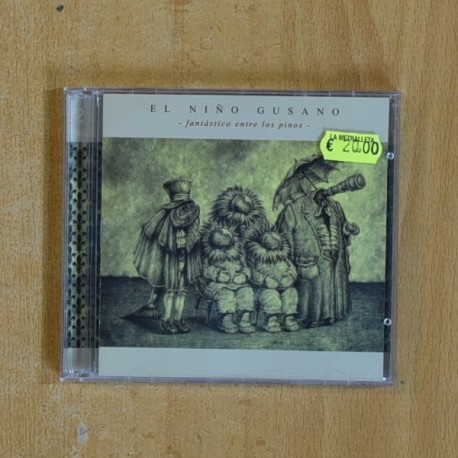 EL NIÑO GUSANO
- fantástico entre los pinos -
LA METRALLETA
€ 20.00